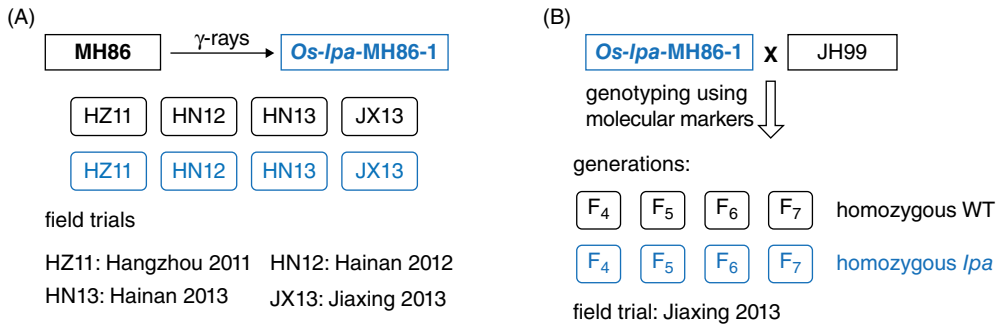 (A)
MH86
γ-rays
Os-lpa-MH86-1
HZ11 HN12 HN13 JX13
HZ11 HN12 HN13 JX13
field trials
HZ11: Hangzhou 2011 HN12: Hainan 2012
HN13: Hainan 2013 JX13: Jiaxing 2013
(B)
Os-lpa-MH86-1 X JH99
genotyping using
molecular markers
generations:
F4 F5 F6 F7 homozygous WT
F4 F5 F6 F7 homozygous lpa
field trial: Jiaxing 2013